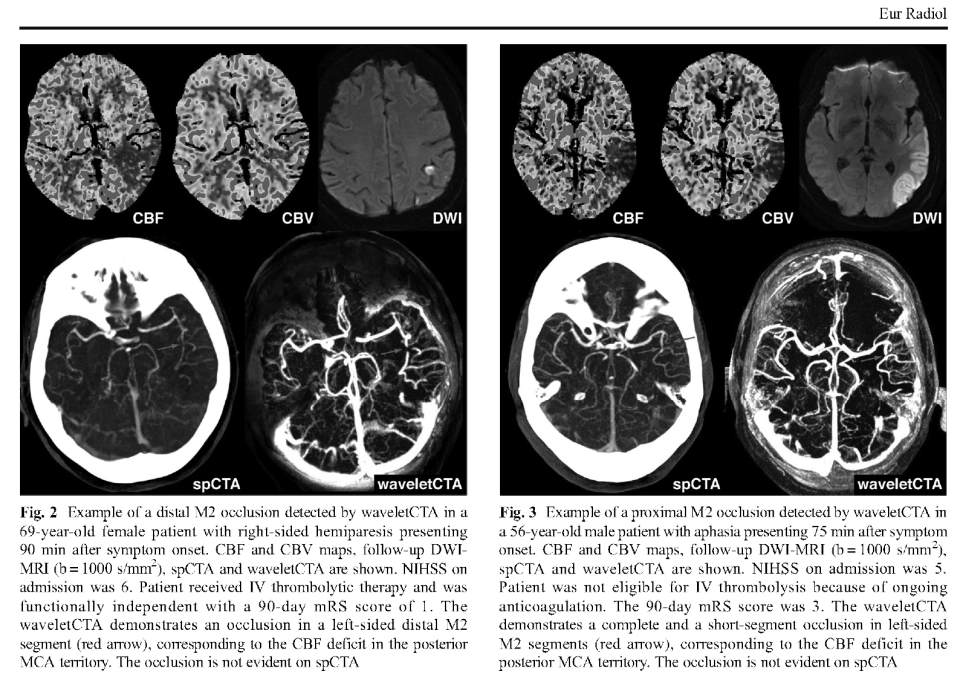 Eur Radiol
CBF
CBV
DWI
spCTA
waveletCTA
Fig. 2 Example of a distal M2 occlusion detected by waveletCTA in a
69-year-old female patient with right-sided hemiparesis presenting
90 min after symptom onset. CBF and CBV maps, follow-up DWI-
MRI (b = 1000 s/mm²), spCTA and waveletCTA are shown. NIHSS on
admission was 6. Patient received IV thrombolytic therapy and was
functionally independent with a 90-day mRS score of 1. The
waveletCTA demonstrates an occlusion in a left-sided distal M2
segment (red arrow), corresponding to the CBF deficit in the posterior
MCA territory. The occlusion is not evident on spCTA
CBF
CBV
DWI
spCTA
waveletCTA
Fig. 3 Example of a proximal M2 occlusion detected by waveletCTA in
a 56-year-old male patient with aphasia presenting 75 min after symptom
onset. CBF and CBV maps, follow-up DWI-MRI (b = 1000 s/mm²),
spCTA and waveletCTA are shown. NIHSS on admission was 5.
Patient was not eligible for IV thrombolysis because of ongoing
anticoagulation. The 90-day mRS score was 3. The waveletCTA
demonstrates a complete and a short-segment occlusion in left-sided
M2 segments (red arrow), corresponding to the CBF deficit in the
posterior MCA territory. The occlusion is not evident on spCTA